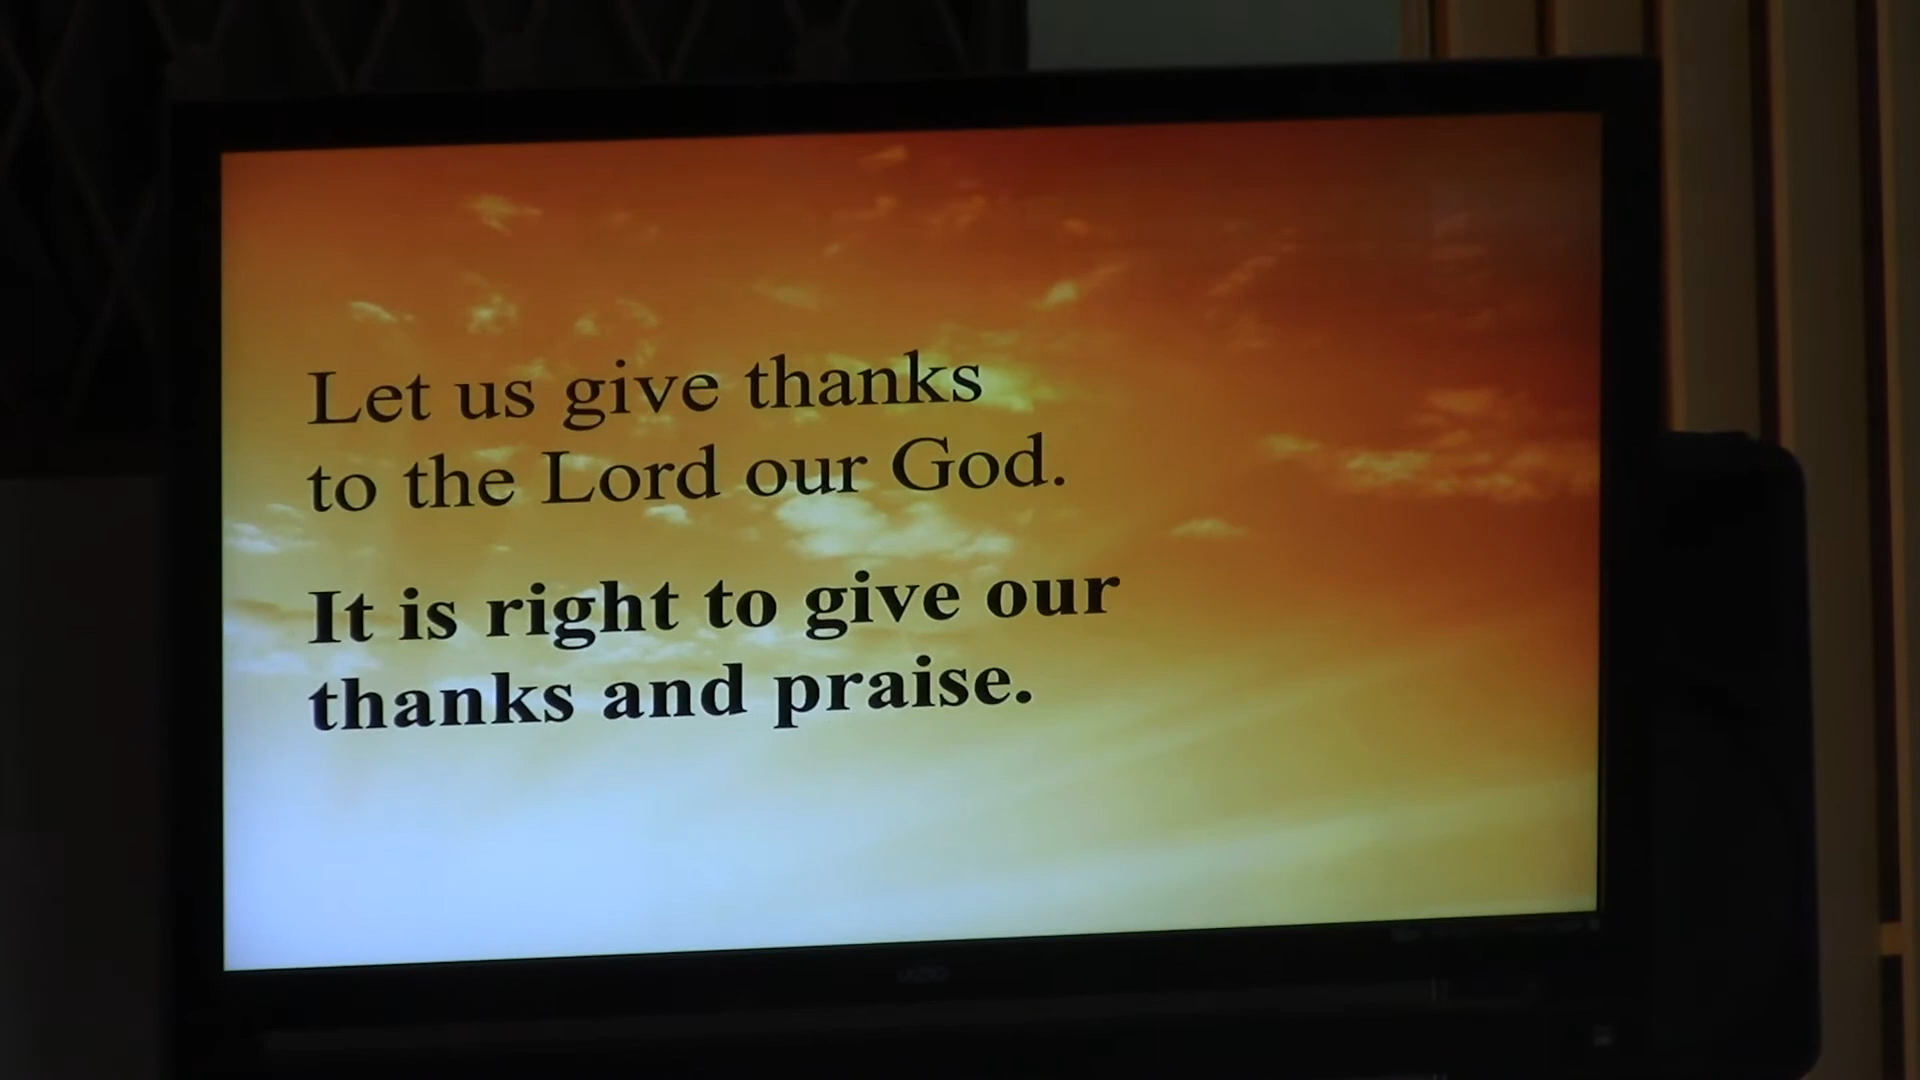 Let us give thanks
to the Lord our God.
It is right to give our
thanks and praise.